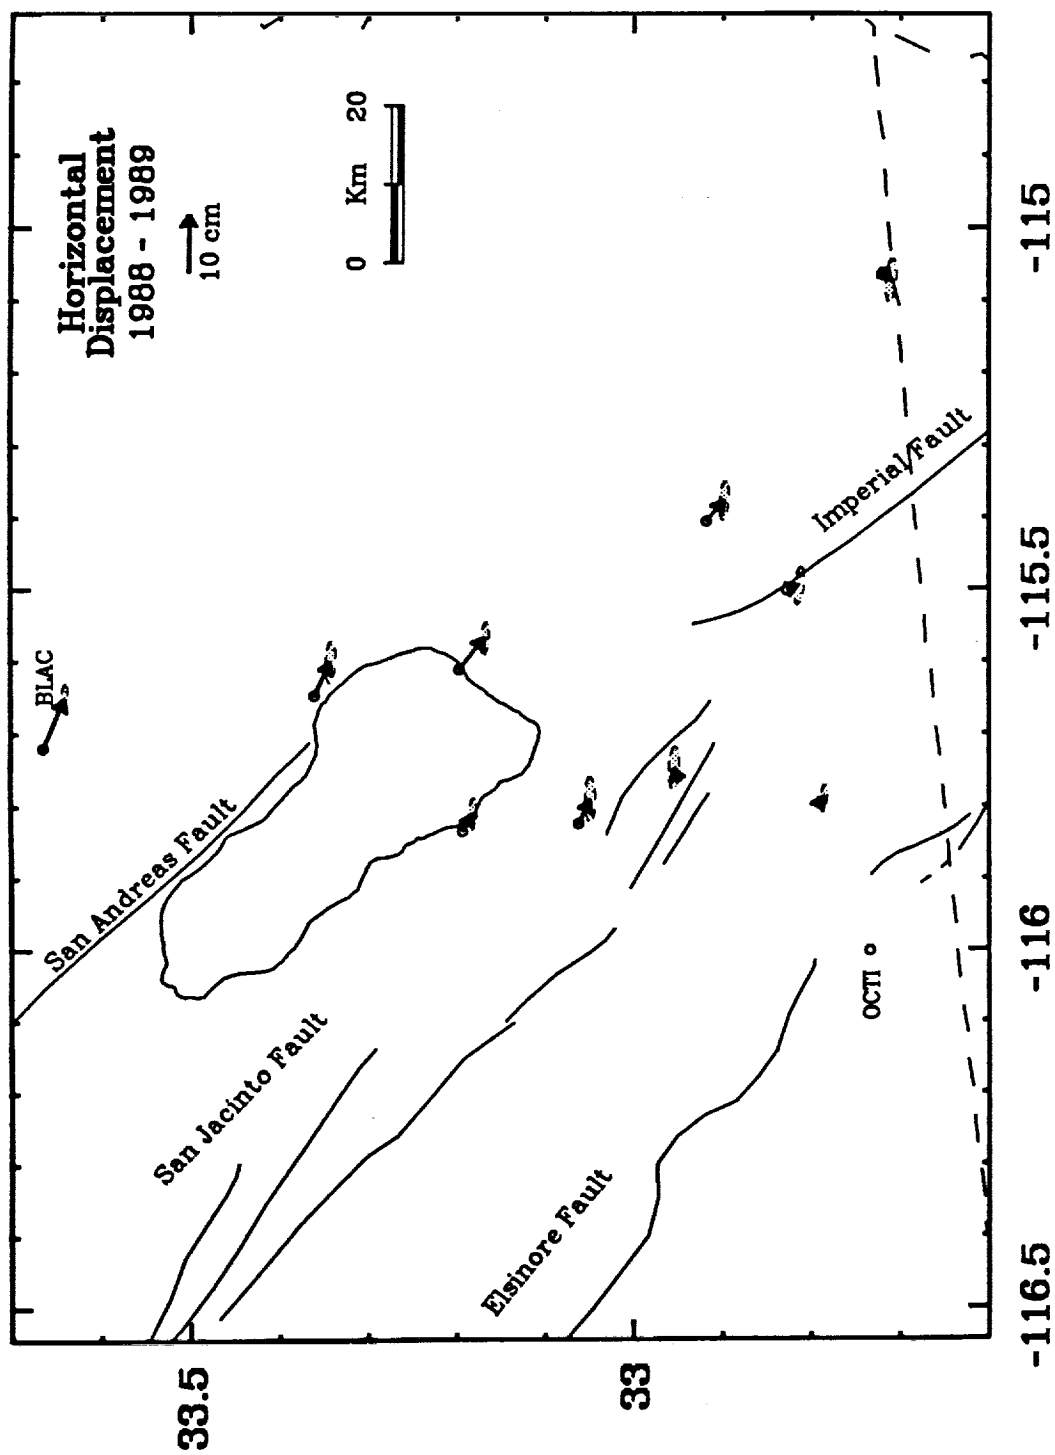 Horizontal
Displacement
1988 - 1989
10 cm
0 Km 20
BLAC
San Andreas Fault
San Jacinto Fault
Elsinore Fault
Imperial Fault
OCTI
33.5
33
-116.5
-116
-115.5
-115